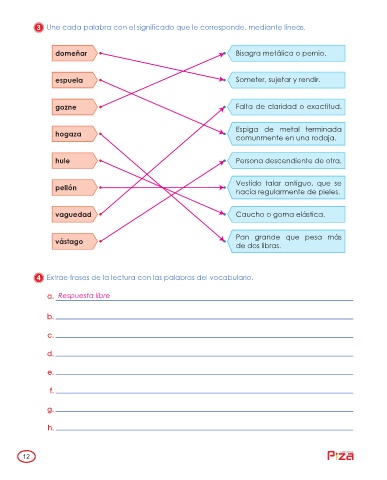 3 Une cada palabra con el significado que le corresponde, mediante líneas.
domeñar
Bisagra metálica o pernio.
espuela
Someter, sujetar y rendir.
gozne
Falta de claridad o exactitud.
hogaza
Espiga de metal terminada
comunmente en una rodaja.
hule
Persona descendiente de otra.
pellón
Vestido talar antiguo, que se
hacía regularmente de pieles.
vaguedad
Caucho o goma elástica.
vástago
Pan grande que pesa más
de dos libras.
4 Extrae frases de la lectura con las palabras del vocabulario.
a. Respuesta libre
b.
c.
d.
e.
f.
g.
h.
12